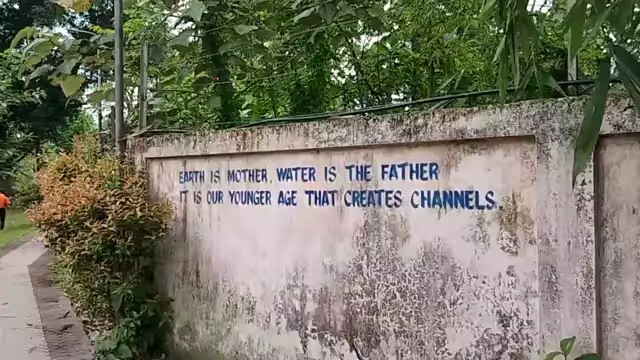 EARTH IS MOTHER, WATER IS THE FATHER
IT IS OUR YOUNGER AGE THAT CREATES CHANNELS.